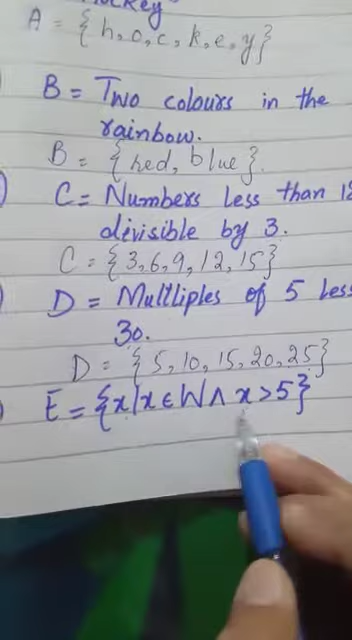 A = {h, o, c, k, e, y}
B = Two colours in the
rainbow.
B = {red, blue}.
C = Numbers less than 18
divisible by 3.
C = {3, 6, 9, 12, 15}
D = Multiples of 5 Less
30.
D = {5, 10, 15, 20, 25}
E = {x/x ∈ W ∧ x > 5}